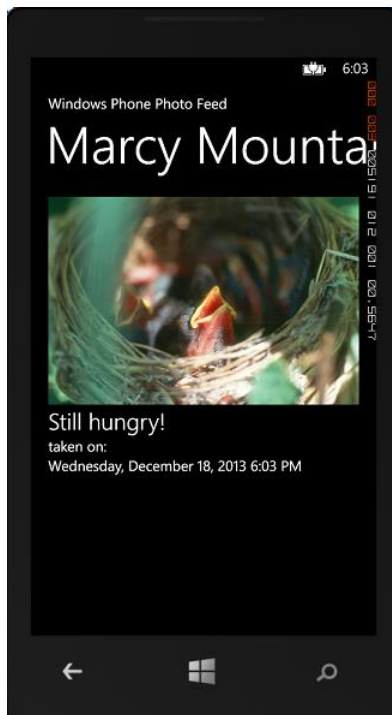 6:03
Windows Phone Photo Feed
Marcy Mounta
Still hungry!
taken on:
Wednesday, December 18, 2013 6:03 PM